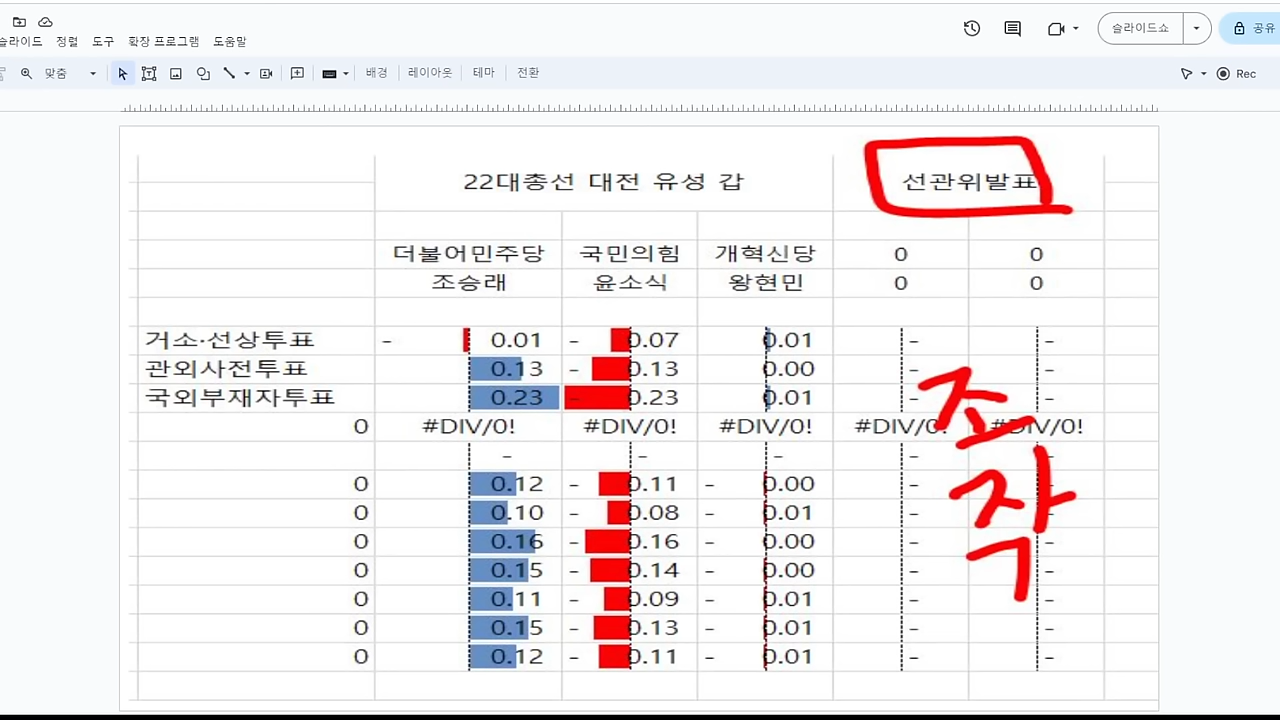 슬라이드 정렬 도구 확장 프로그램 도움말
슬라이드쇼
공유
맞춤
배경 레이아웃 테마 전환
Rec
22대총선 대전 유성 갑 선관위발표
더불어민주당 국민의힘 개혁신당 0 0
조승래 윤소식 왕현민 0 0
거소·선상투표 - 0.01 - 0.07 0.01 - -
관외사전투표 0.13 - 0.13 0.00 - -
국외부재자투표 0.23 - 0.23 0.01 - -
0 #DIV/0! #DIV/0! #DIV/0! #DIV/0! #DIV/0!
- - - - -
0 0.12 - 0.11 - 0.00 - -
0 0.10 - 0.08 - 0.01 - -
0 0.16 - 0.16 - 0.00 - -
0 0.15 - 0.14 - 0.00 - -
0 0.11 - 0.09 - 0.01 - -
0 0.15 - 0.13 - 0.01 - -
0 0.12 - 0.11 - 0.01 - -
조
작